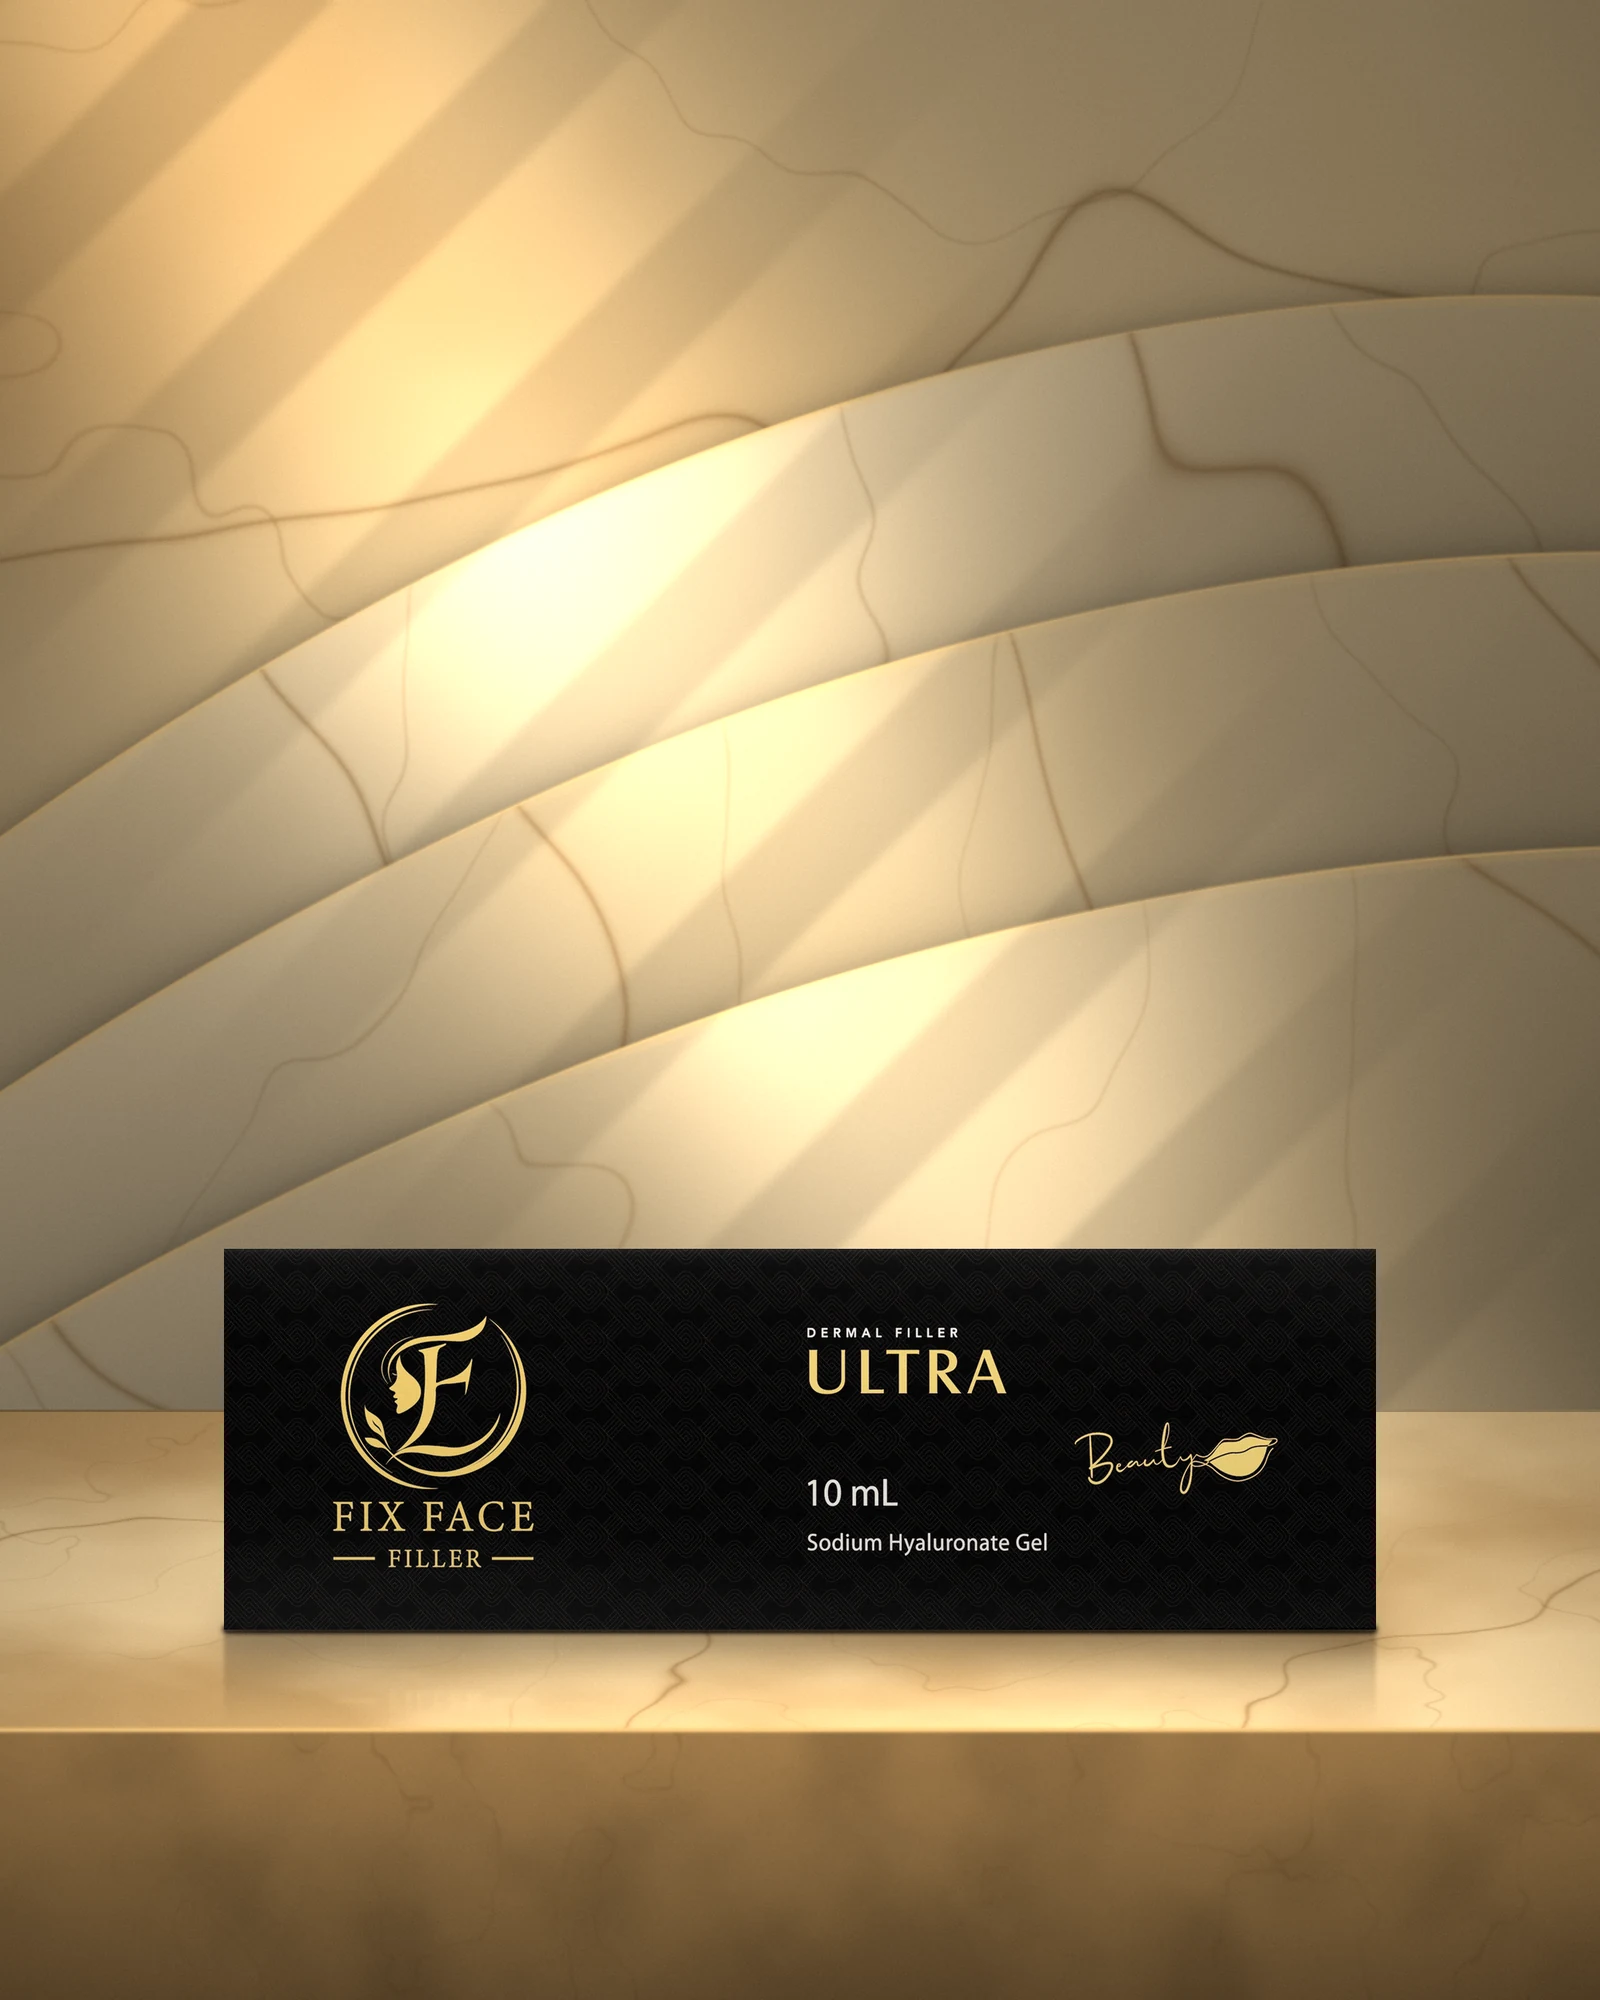 FIX FACE
FILLER
DERMAL FILLER
ULTRA
10 mL
Sodium Hyaluronate Gel
Beauty